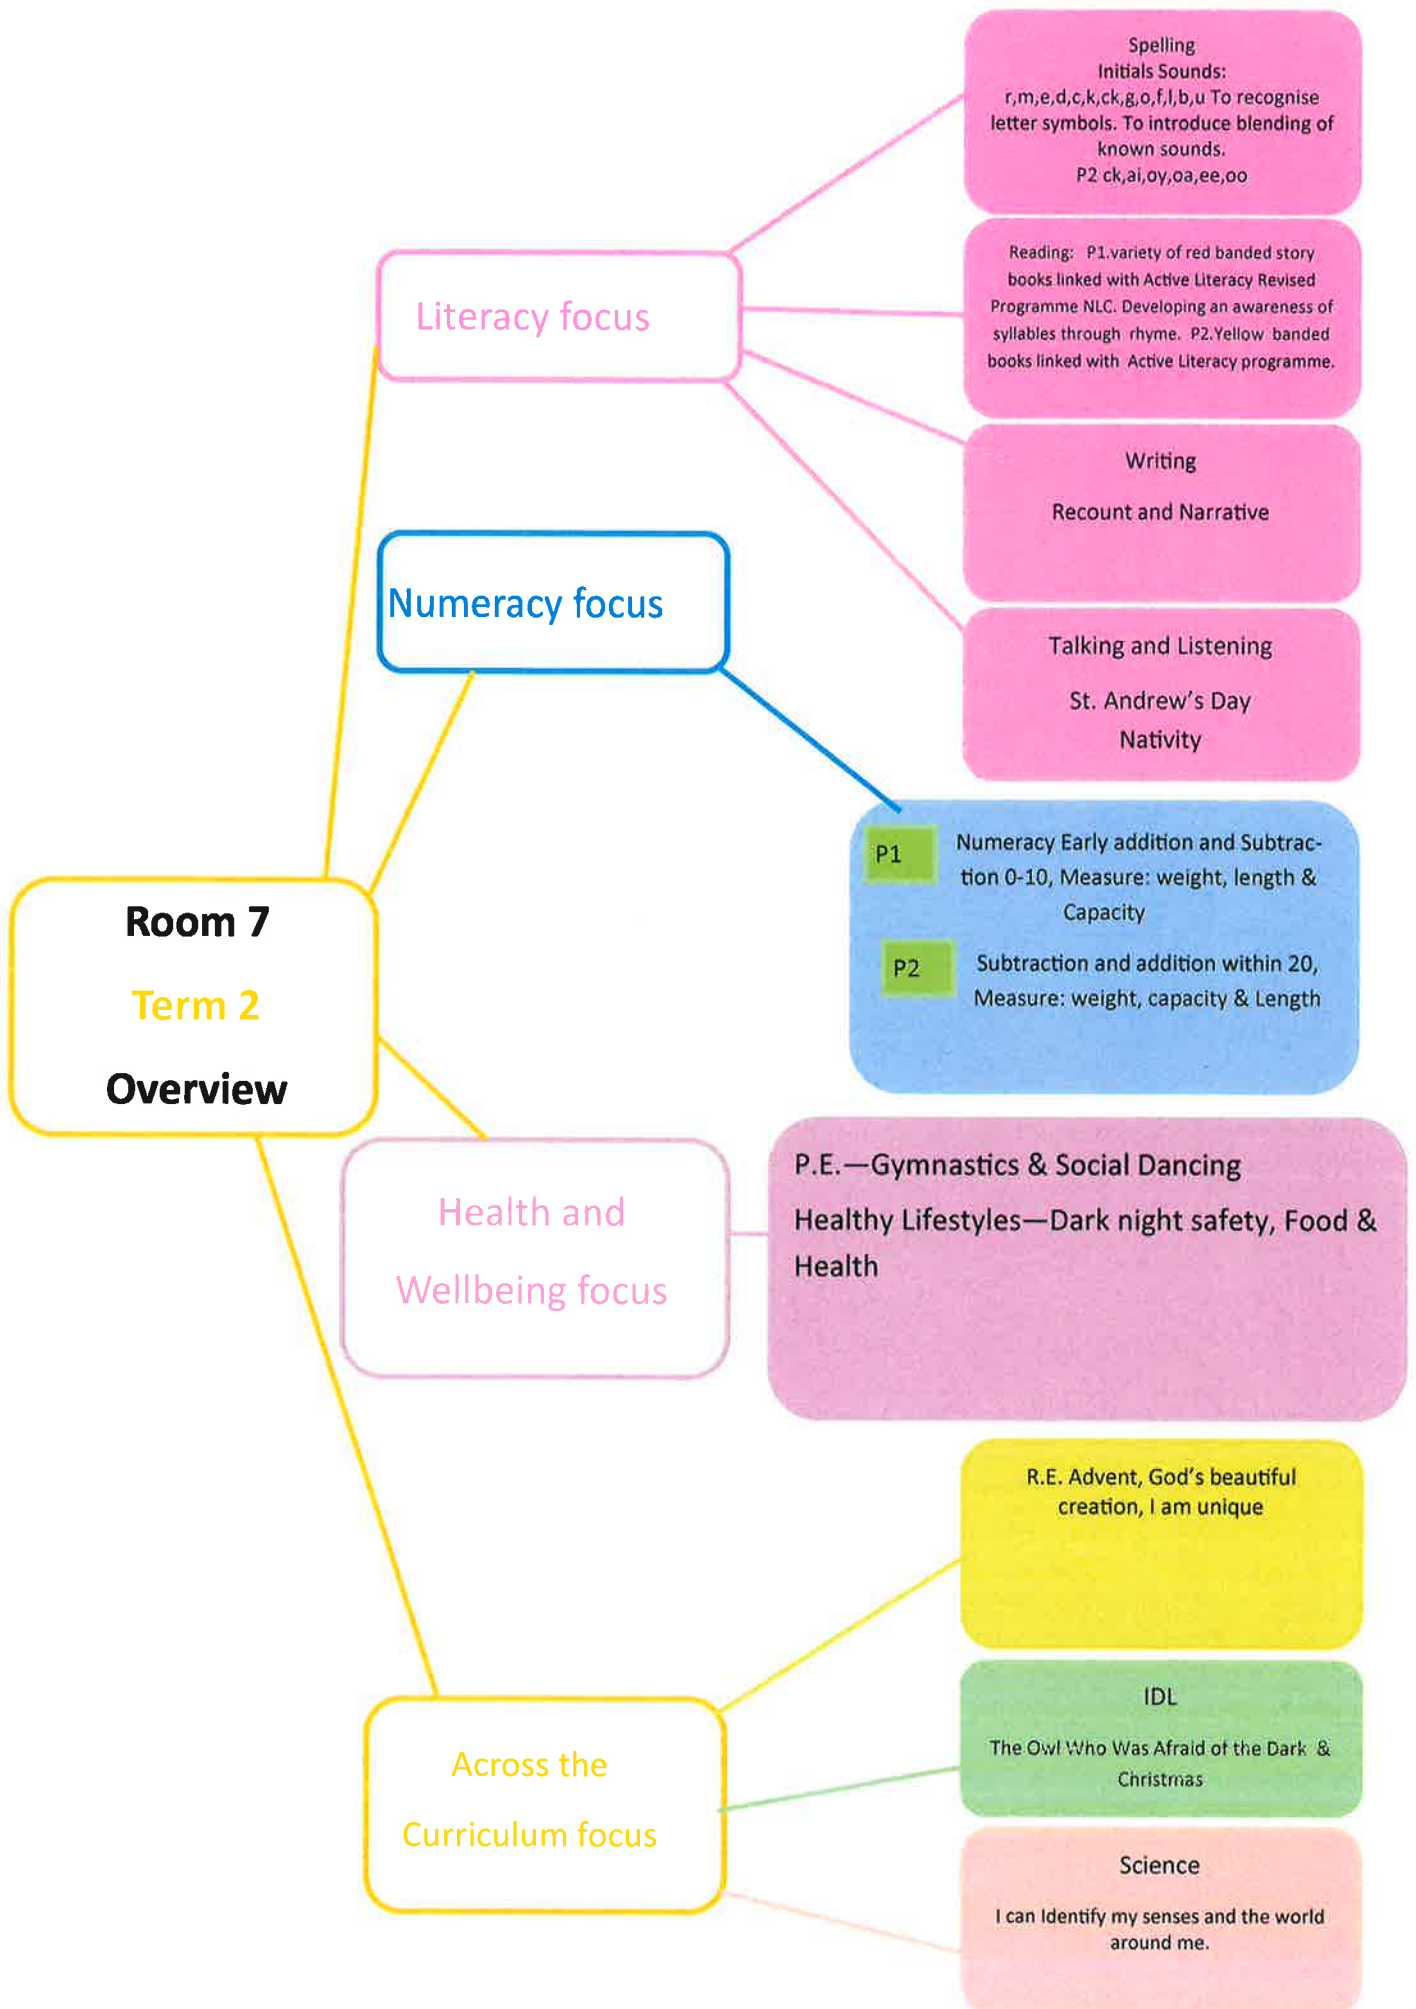 Room 7
Term 2
Overview
Literacy focus
Spelling
Initials Sounds:
r,m,e,d,c,k,ck,g,o,f,l,b,u To recognise
letter symbols. To introduce blending of
known sounds.
P2 ck,ai,oy,oa,ee,oo
Reading: P1.variety of red banded story
books linked with Active Literacy Revised
Programme NLC. Developing an awareness of
syllables through rhyme. P2.Yellow banded
books linked with Active Literacy programme.
Writing
Recount and Narrative
Talking and Listening
St. Andrew's Day
Nativity
Numeracy focus
P1
Numeracy Early addition and Subtrac-
tion 0-10, Measure: weight, length &
Capacity
P2
Subtraction and addition within 20,
Measure: weight, capacity & Length
Health and
Wellbeing focus
P.E.—Gymnastics & Social Dancing
Healthy Lifestyles—Dark night safety, Food &
Health
Across the
Curriculum focus
R.E. Advent, God's beautiful
creation, I am unique
IDL
The Owl Who Was Afraid of the Dark &
Christmas
Science
I can Identify my senses and the world
around me.